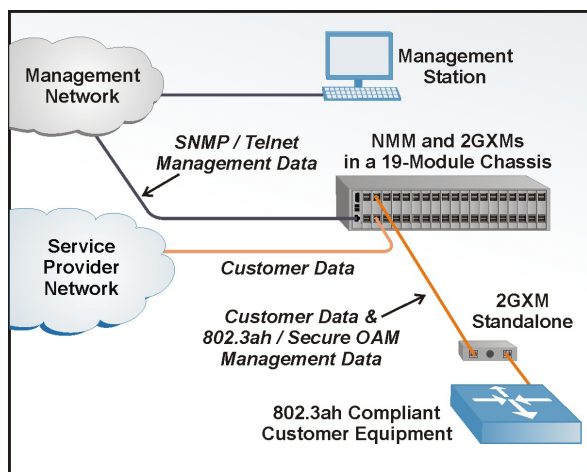 Management
Network
Management
Station
SNMP / Telnet
Management Data
NMM and 2GXMs
in a 19-Module Chassis
Service
Provider
Network
Customer Data
Customer Data &
802.3ah / Secure OAM
Management Data
2GXM
Standalone
802.3ah Compliant
Customer Equipment